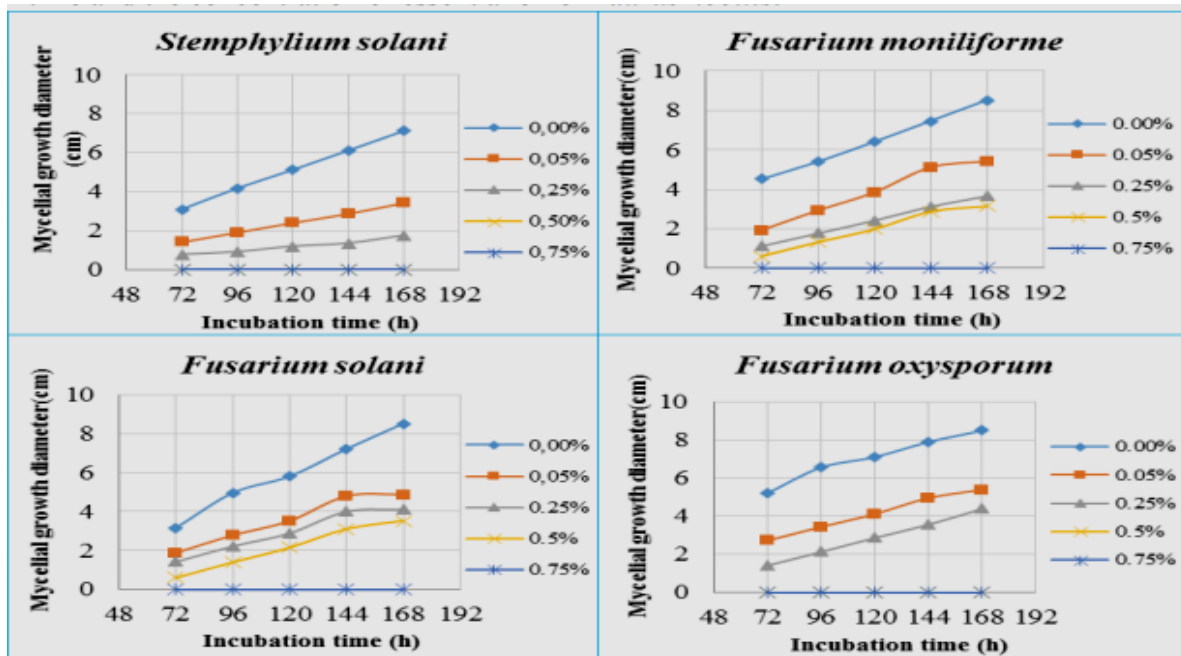 Stemphylium solani
Mycelial growth diameter
(cm)
10
8
6
4
2
0
48 72 96 120 144 168 192
Incubation time (h)
0,00%
0,05%
0,25%
0,50%
0,75%
Fusarium moniliforme
Mycelial growth diameter(cm)
10
8
6
4
2
0
48 72 96 120 144 168 192
Incubation time (h)
0.00%
0.05%
0.25%
0.5%
0.75%
Fusarium solani
Mycelial growth diameter(cm)
10
8
6
4
2
0
48 72 96 120 144 168 192
Incubation time (h)
0,00%
0,05%
0,25%
0.5%
0.75%
Fusarium oxysporum
Mycelial growth diameter(cm)
10
8
6
4
2
0
48 72 96 120 144 168 192
Incubation time (h)
0.00%
0.05%
0.25%
0.5%
0.75%